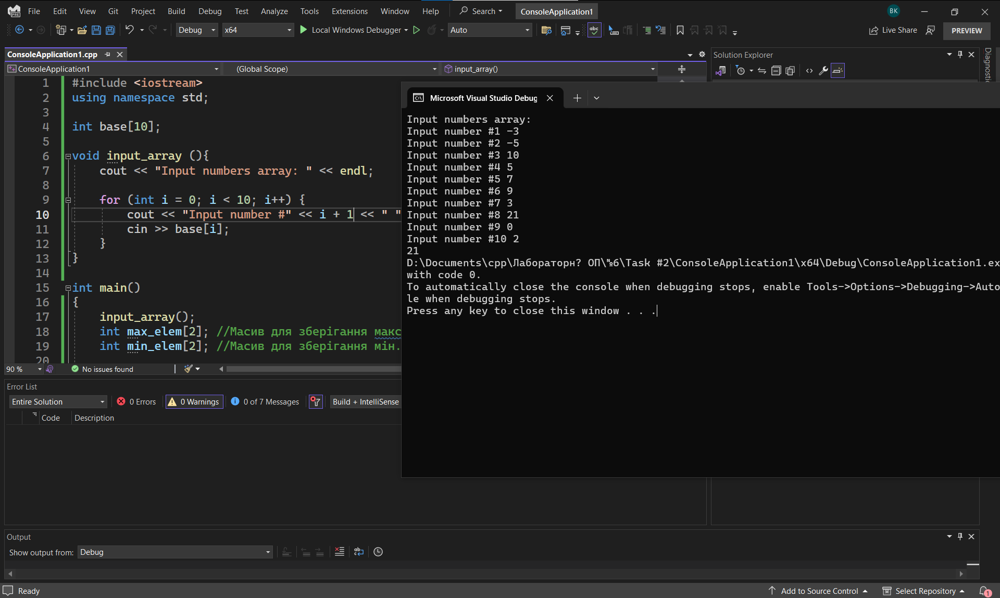 File Edit View Git Project Build Debug Test Analyze Tools Extensions Window Help Search ConsoleApplication1 BK
Debug x64 Local Windows Debugger Auto Live Share PREVIEW
ConsoleApplication1.cpp
ConsoleApplication1 (Global Scope) input_array()
1 #include <iostream>
2 using namespace std;
3
4 int base[10];
5
6 void input_array (){
7 cout << "Input numbers array: " << endl;
8
9 for (int i = 0; i < 10; i++) {
10 cout << "Input number #" << i + 1 << " "
11 cin >> base[i];
12 }
13 }
14
15 int main()
16 {
17 input_array();
18 int max_elem[2]; //Масив для зберігання макс
19 int min_elem[2]; //Масив для зберігання мін.
20
90 % No issues found
Solution Explorer
Microsoft Visual Studio Debug
Input numbers array:
Input number #1 -3
Input number #2 -5
Input number #3 10
Input number #4 5
Input number #5 7
Input number #6 9
Input number #7 3
Input number #8 21
Input number #9 0
Input number #10 2
21
D:\Documents\cpp\Лабораторн? ОП\№6\Task #2\ConsoleApplication1\x64\Debug\ConsoleApplication1.ex
with code 0.
To automatically close the console when debugging stops, enable Tools->Options->Debugging->Auto
le when debugging stops.
Press any key to close this window . . .
Error List
Entire Solution 0 Errors 0 Warnings 0 of 7 Messages Build + IntelliSense
Code Description
Output
Show output from: Debug
Ready Add to Source Control Select Repository 1